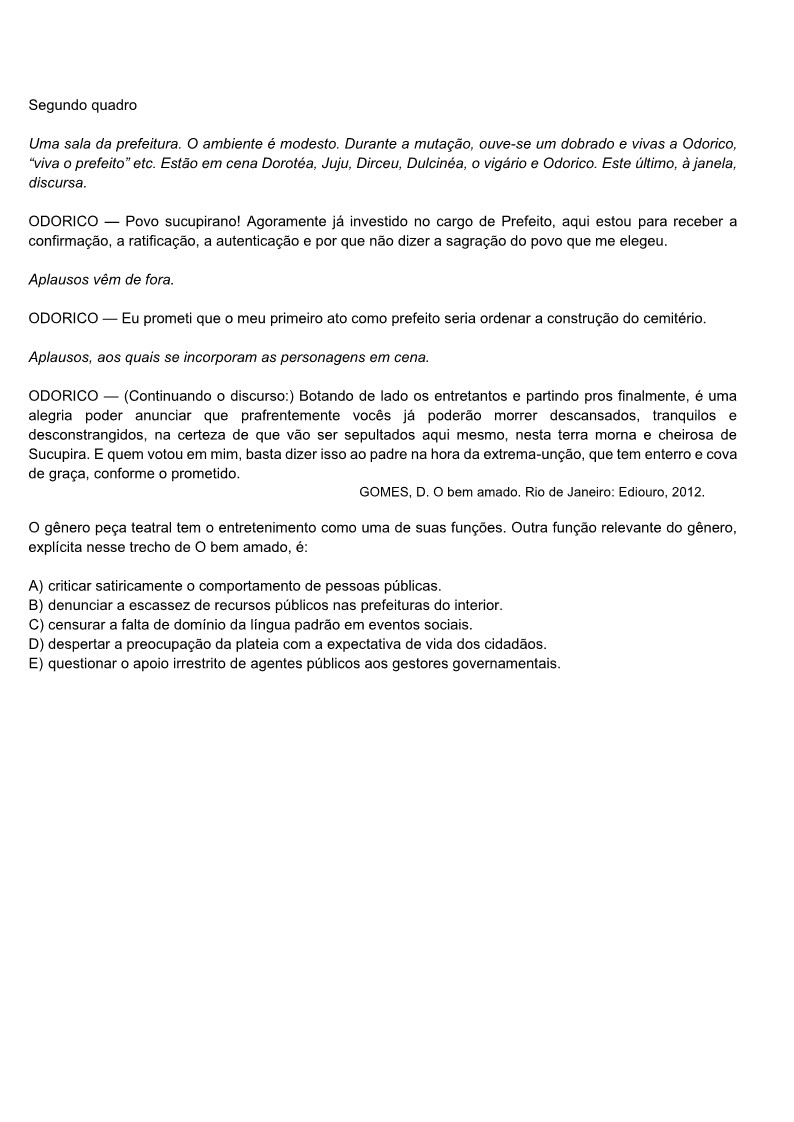 Segundo quadro
Uma sala da prefeitura. O ambiente é modesto. Durante a mutação, ouve-se um dobrado e vivas a Odorico,
“viva o prefeito” etc. Estão em cena Dorotéa, Juju, Dirceu, Dulcinéa, o vigário e Odorico. Este último, à janela,
discursa.
ODORICO — Povo sucupirano! Agoramente já investido no cargo de Prefeito, aqui estou para receber a
confirmação, a ratificação, a autenticação e por que não dizer a sagração do povo que me elegeu.
Aplausos vêm de fora.
ODORICO — Eu prometi que o meu primeiro ato como prefeito seria ordenar a construção do cemitério.
Aplausos, aos quais se incorporam as personagens em cena.
ODORICO — (Continuando o discurso:) Botando de lado os entretantos e partindo pros finalmente, é uma
alegria poder anunciar que prafrentemente vocês já poderão morrer descansados, tranquilos e
desconstrangidos, na certeza de que vão ser sepultados aqui mesmo, nesta terra morna e cheirosa de
Sucupira. E quem votou em mim, basta dizer isso ao padre na hora da extrema-unção, que tem enterro e cova
de graça, conforme o prometido.
GOMES, D. O bem amado. Rio de Janeiro: Ediouro, 2012.
O gênero peça teatral tem o entretenimento como uma de suas funções. Outra função relevante do gênero,
explícita nesse trecho de O bem amado, é:
A) criticar satiricamente o comportamento de pessoas públicas.
B) denunciar a escassez de recursos públicos nas prefeituras do interior.
C) censurar a falta de domínio da língua padrão em eventos sociais.
D) despertar a preocupação da plateia com a expectativa de vida dos cidadãos.
E) questionar o apoio irrestrito de agentes públicos aos gestores governamentais.